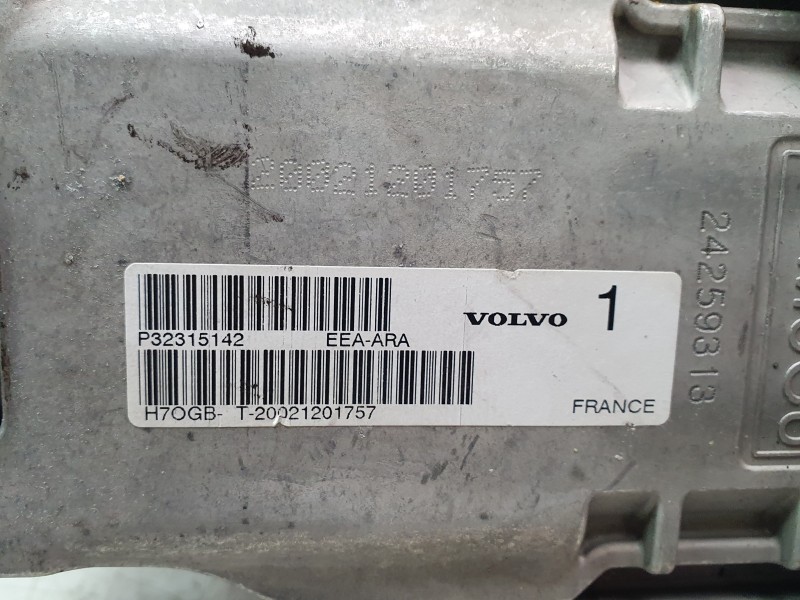 20021201757
VOLVO 1
P32315142 EEA-ARA
H7OGB- T-20021201757
FRANCE
24259313